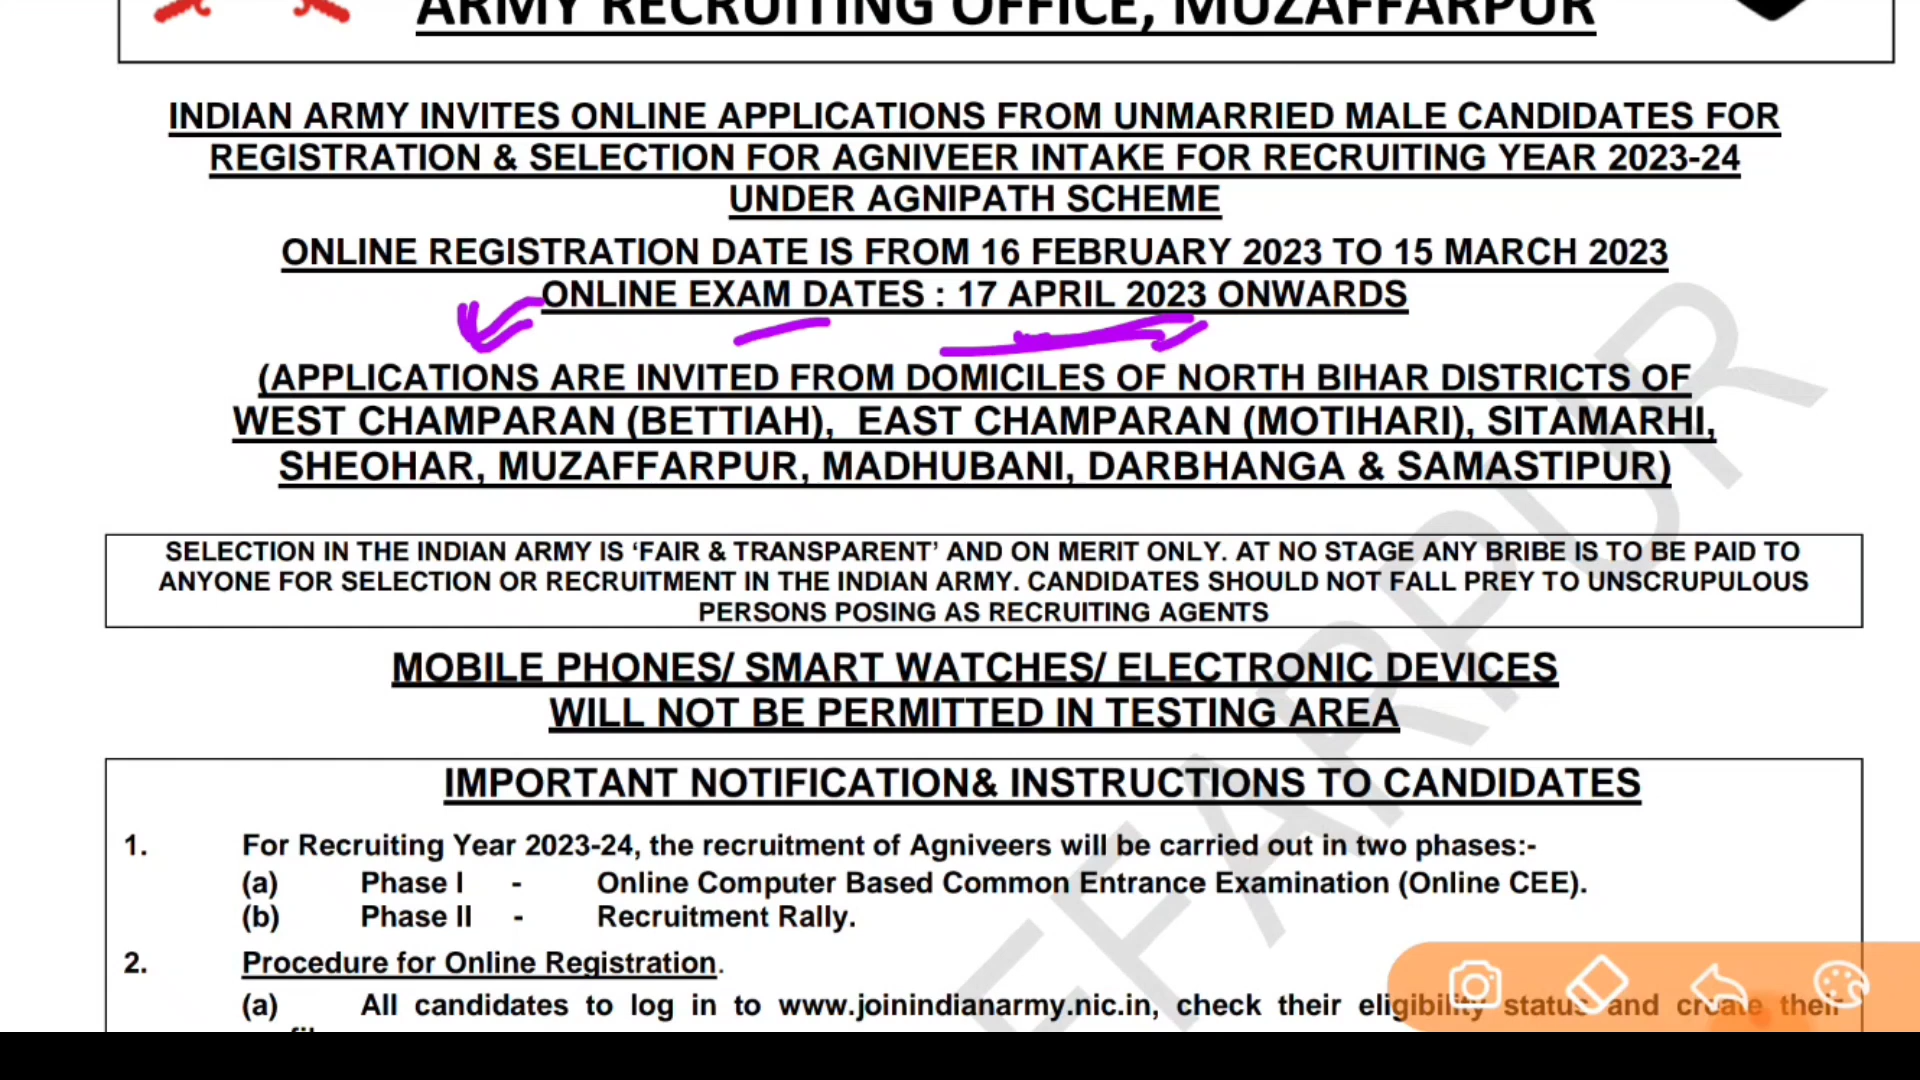 ARMY RECRUITING OFFICE, MUZAFFARPUR
INDIAN ARMY INVITES ONLINE APPLICATIONS FROM UNMARRIED MALE CANDIDATES FOR
REGISTRATION & SELECTION FOR AGNIVEER INTAKE FOR RECRUITING YEAR 2023-24
UNDER AGNIPATH SCHEME
ONLINE REGISTRATION DATE IS FROM 16 FEBRUARY 2023 TO 15 MARCH 2023
ONLINE EXAM DATES : 17 APRIL 2023 ONWARDS
(APPLICATIONS ARE INVITED FROM DOMICILES OF NORTH BIHAR DISTRICTS OF
WEST CHAMPARAN (BETTIAH), EAST CHAMPARAN (MOTIHARI), SITAMARHI,
SHEOHAR, MUZAFFARPUR, MADHUBANI, DARBHANGA & SAMASTIPUR)
SELECTION IN THE INDIAN ARMY IS ‘FAIR & TRANSPARENT’ AND ON MERIT ONLY. AT NO STAGE ANY BRIBE IS TO BE PAID TO
ANYONE FOR SELECTION OR RECRUITMENT IN THE INDIAN ARMY. CANDIDATES SHOULD NOT FALL PREY TO UNSCRUPULOUS
PERSONS POSING AS RECRUITING AGENTS
MOBILE PHONES/ SMART WATCHES/ ELECTRONIC DEVICES
WILL NOT BE PERMITTED IN TESTING AREA
IMPORTANT NOTIFICATION& INSTRUCTIONS TO CANDIDATES
1. For Recruiting Year 2023-24, the recruitment of Agniveers will be carried out in two phases:-
(a) Phase I - Online Computer Based Common Entrance Examination (Online CEE).
(b) Phase II - Recruitment Rally.
2. Procedure for Online Registration.
(a) All candidates to log in to www.joinindianarmy.nic.in, check their eligibility status and create their